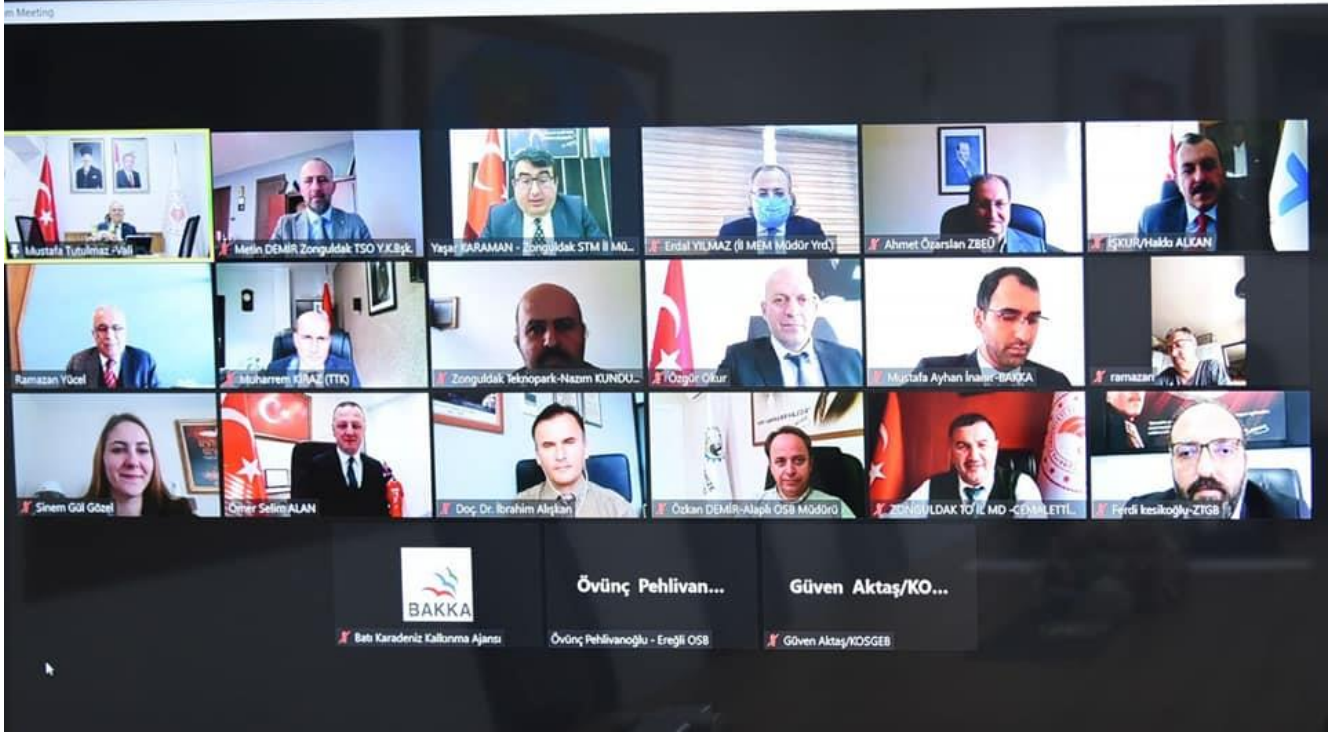 m Meeting
Mustafa Tutulmaz -Vali
Metin DEMİR Zonguldak TSO Y.K.Bşk.
Yaşar KARAMAN - Zonguldak STM İl Mü...
Erdal YILMAZ (İl MEM Müdür Yrd.)
Ahmet Özarslan ZBEÜ
İŞKUR/Hakkı ALKAN
Ramazan Yücel
Muharrem KİRAZ (TTK)
Zonguldak Teknopark-Nazım KUNDU...
Özgür Okur
Mustafa Ayhan İnanır-BAKKA
ramazan
Sinem Gül Gözel
Ömer Selim ALAN
Doç. Dr. İbrahim Alışkan
Özkan DEMİR-Alaplı OSB Müdürü
ZONGULDAK TO İL MD -CEMALETTİ...
Ferdi kesikoğlu-ZTGB
BAKKA
Batı Karadeniz Kalkınma Ajansı
Övünç Pehlivan...
Övünç Pehlivanoğlu - Ereğli OSB
Güven Aktaş/KO...
Güven Aktaş/KOSGEB